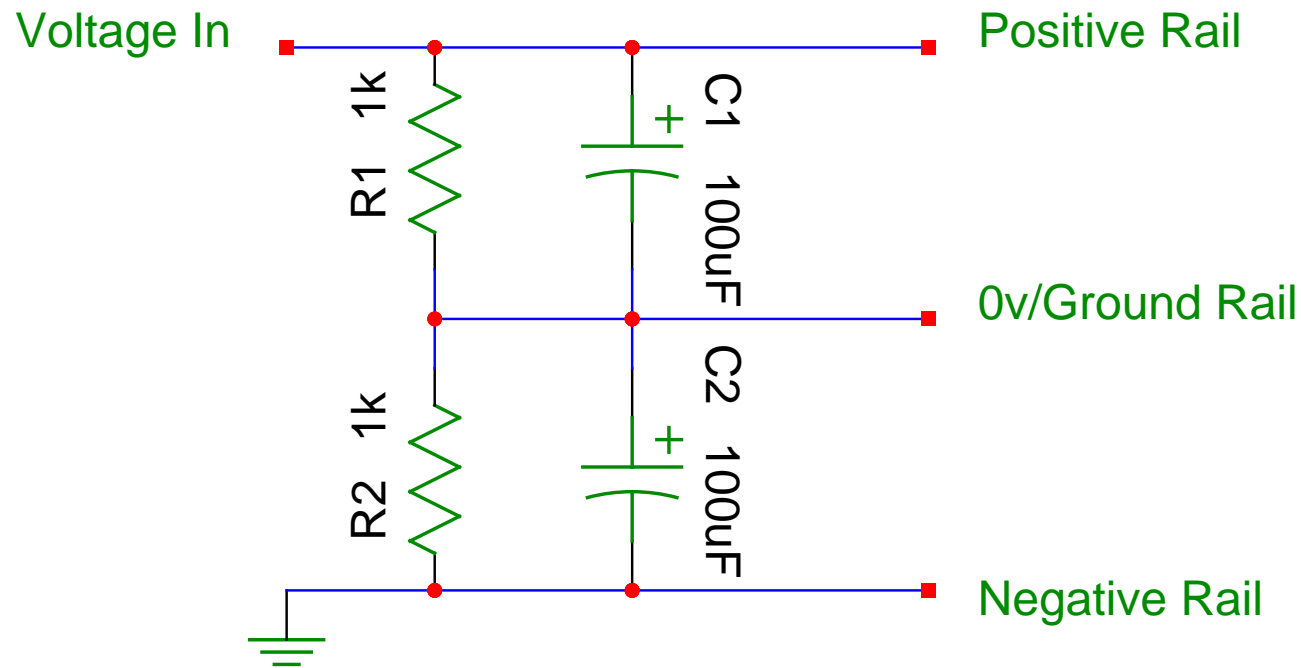 Voltage In
Positive Rail
R1 1k
+
C1 100uF
0v/Ground Rail
R2 1k
+
C2 100uF
Negative Rail